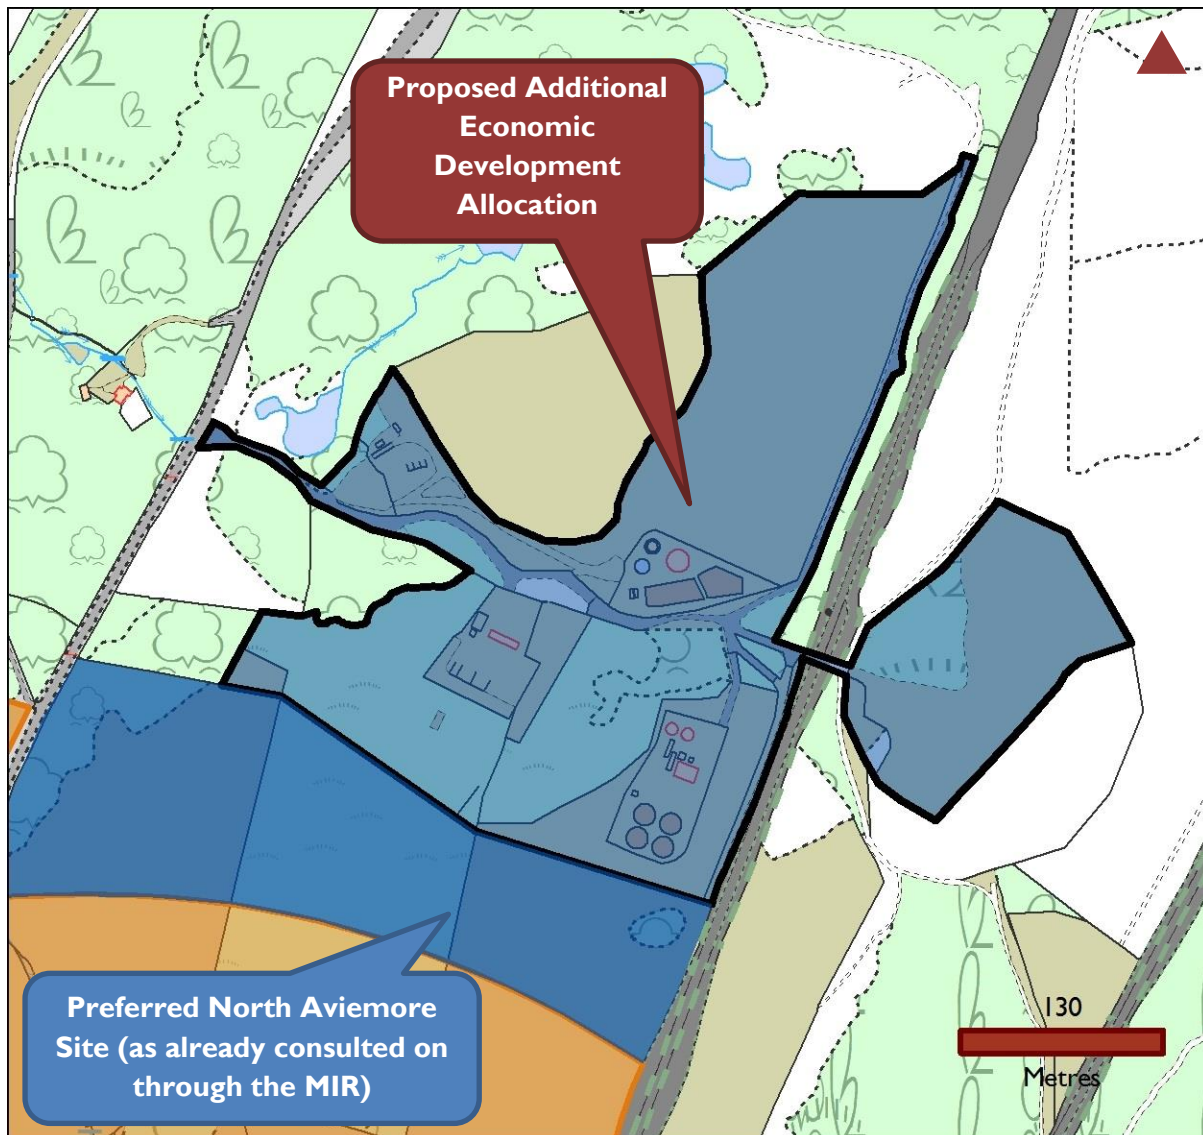 Proposed Additional
Economic
Development
Allocation
Preferred North Aviemore
Site (as already consulted on
through the MIR)
130
Metres